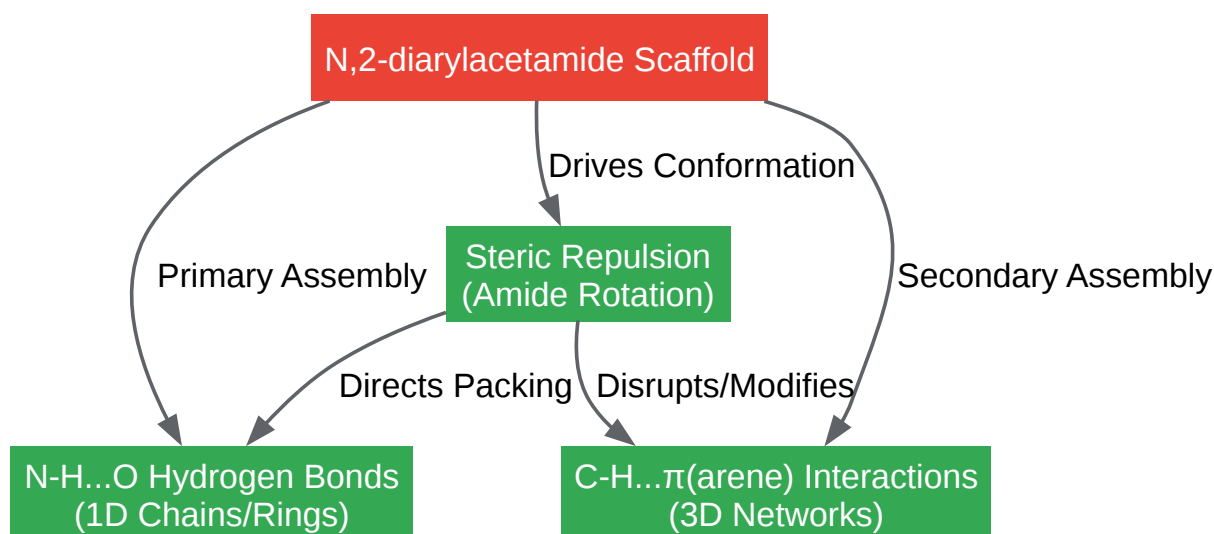 N,2-diarylacetamide Scaffold
Drives Conformation
Steric Repulsion
(Amide Rotation)
Primary Assembly
Secondary Assembly
Directs Packing
Disrupts/Modifies
N-H...O Hydrogen Bonds
(1D Chains/Rings)
C-H...π(arene) Interactions
(3D Networks)